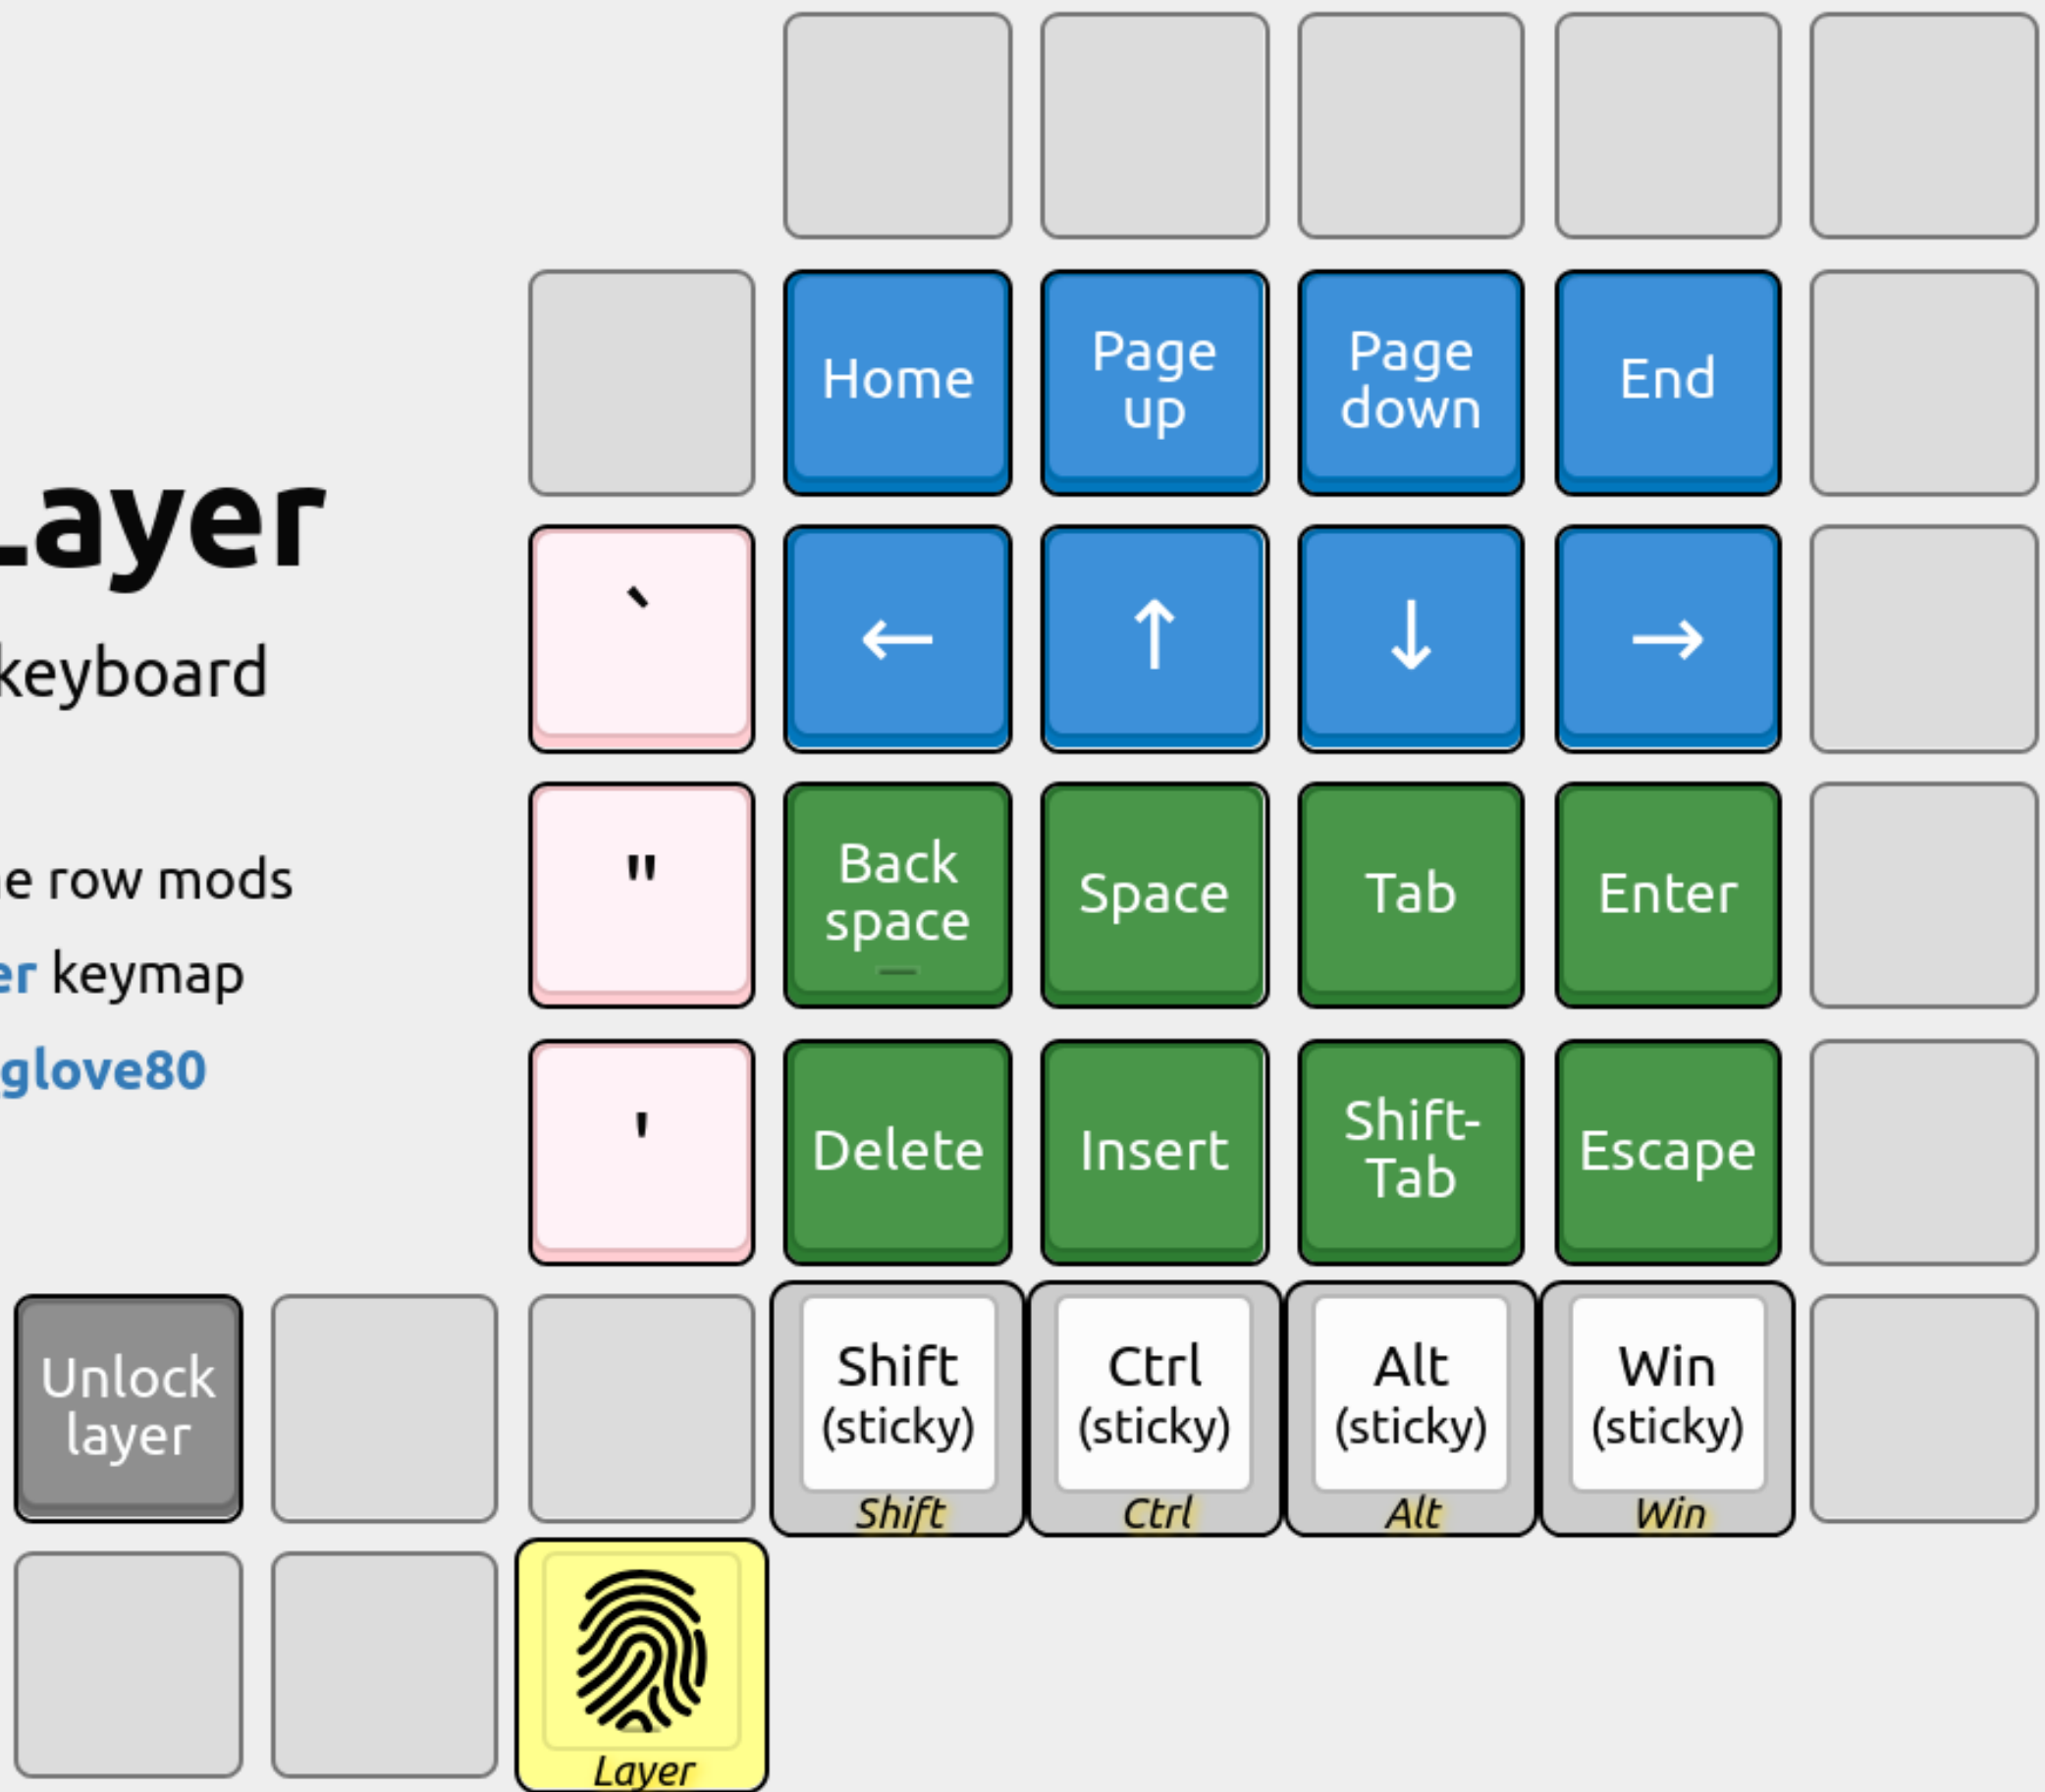 Home
Page
up
Page
down
End
Layer
keyboard
` ← ↑ ↓ →
row mods
keymap
glove80
"
Back
space
Space
Tab
Enter
'
Delete
Insert
Shift-
Tab
Escape
Unlock
layer
Shift
(sticky)
Shift
Ctrl
(sticky)
Ctrl
Alt
(sticky)
Alt
Win
(sticky)
Win
Layer